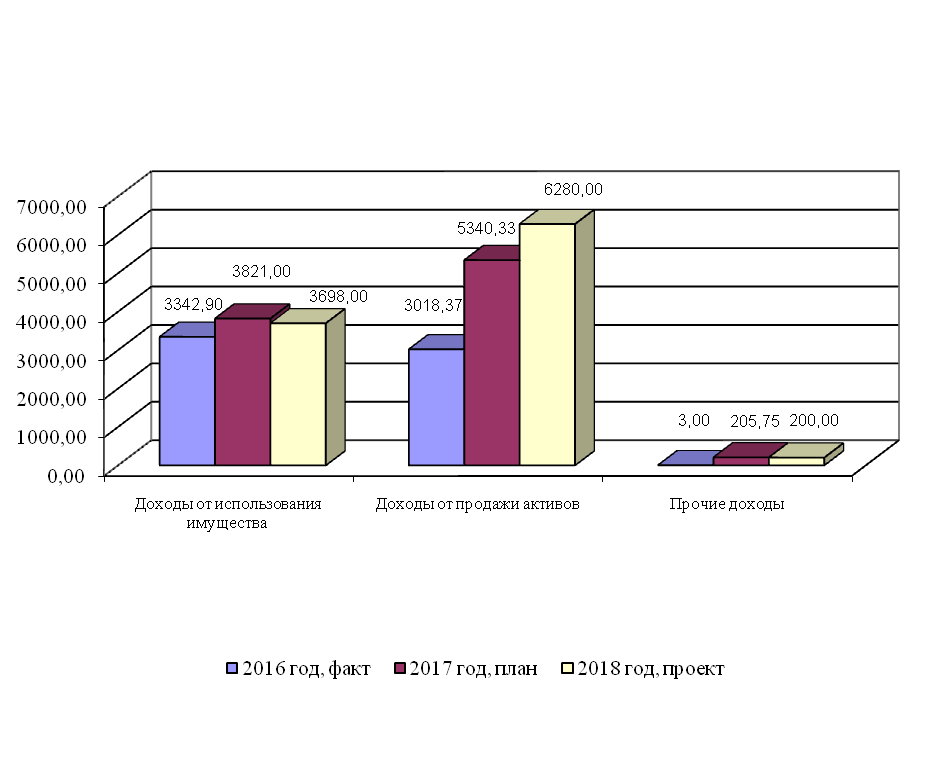 7000,00
6000,00
5000,00
4000,00
3000,00
2000,00
1000,00
0,00
3342,90
3821,00
3698,00
3018,37
5340,33
6280,00
3,00
205,75
200,00
Доходы от использования
имущества
Доходы от продажи активов
Прочие доходы
2016 год, факт
2017 год, план
2018 год, проект